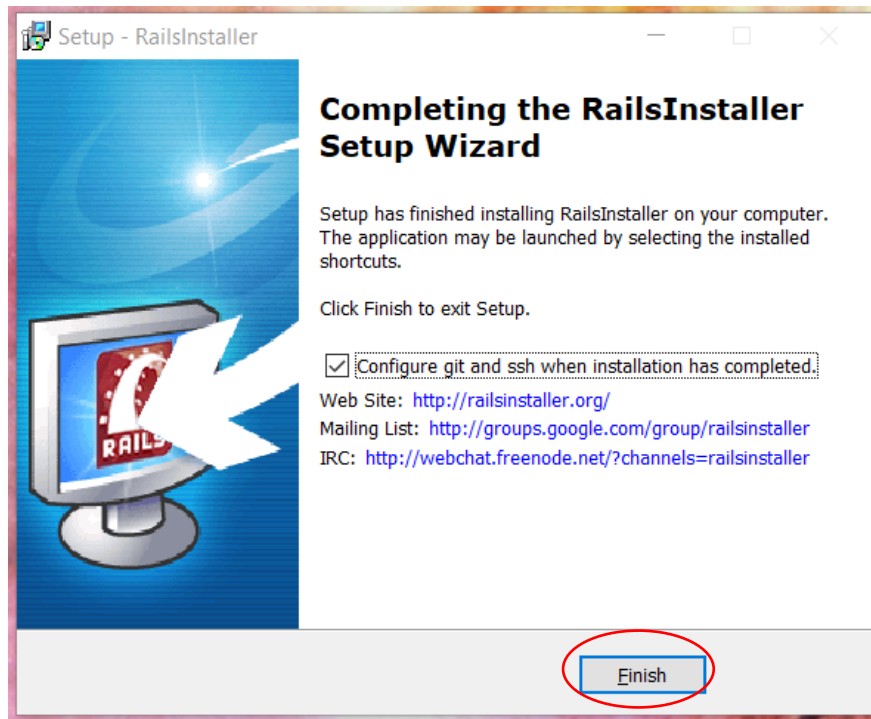 Setup - RailsInstaller
Completing the RailsInstaller
Setup Wizard
Setup has finished installing RailsInstaller on your computer.
The application may be launched by selecting the installed
shortcuts.
Click Finish to exit Setup.
Configure git and ssh when installation has completed.
Web Site: http://railsinstaller.org/
Mailing List: http://groups.google.com/group/railsinstaller
IRC: http://webchat.freenode.net/?channels=railsinstaller
RAILS
Finish